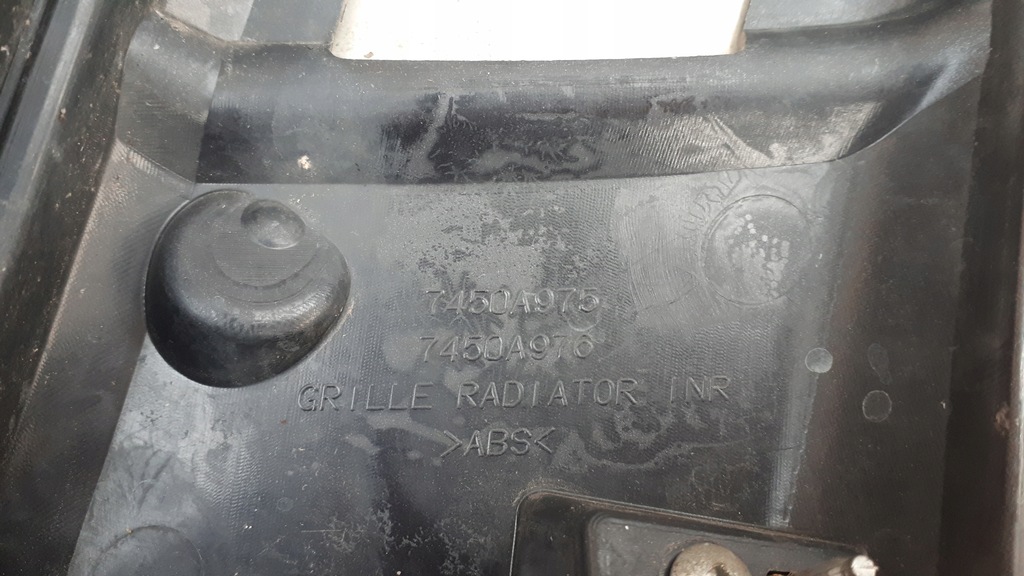 7450A975
7450A976
GRILLE RADIATOR INR
>ABS<